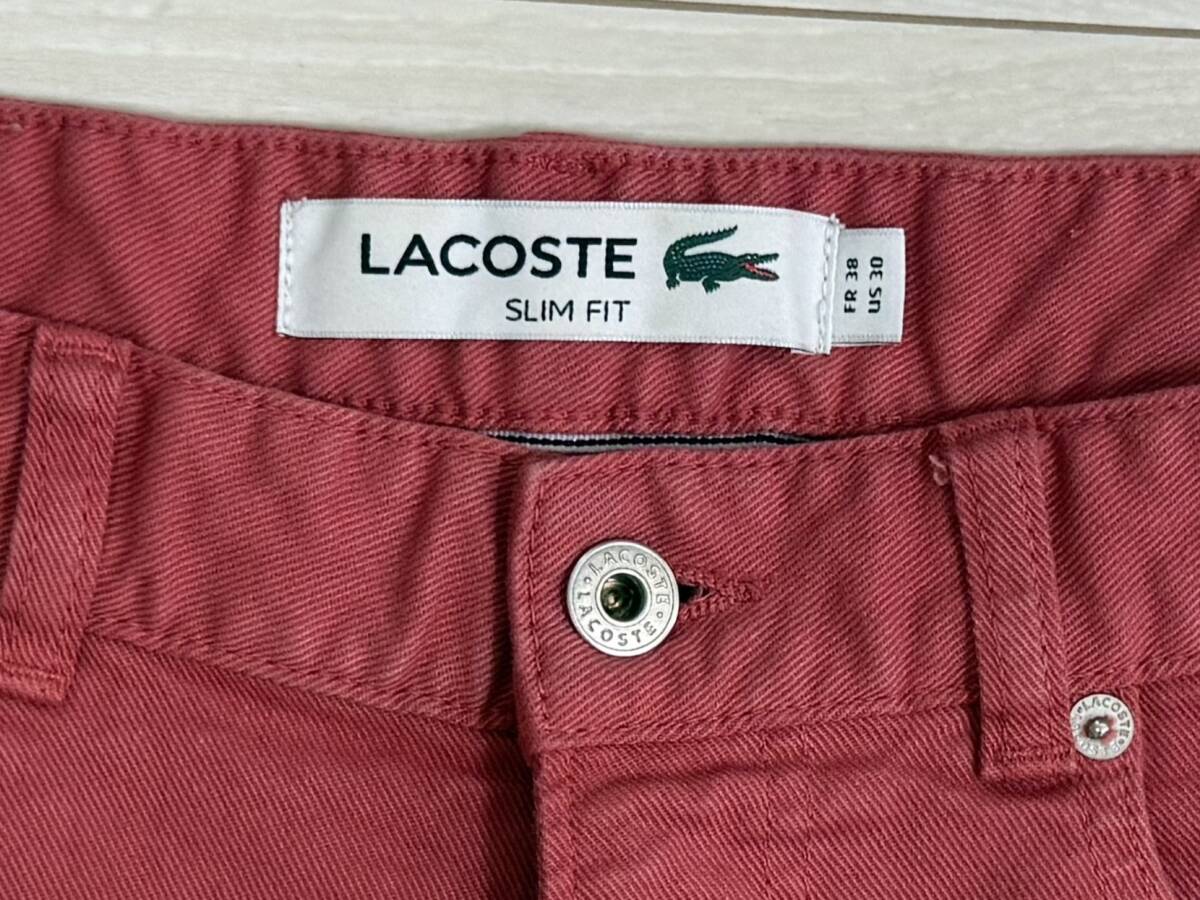 LACOSTE
SLIM FIT
FR 38
US 30
LACOSTE • LACOSTE •
LACOSTE